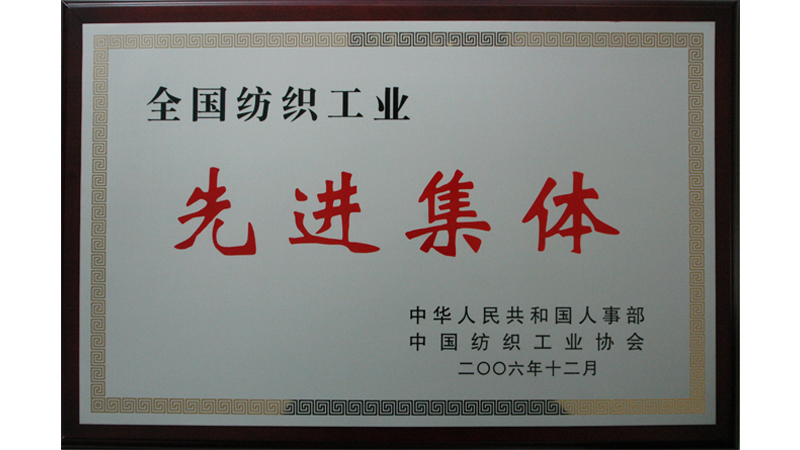 全国纺织工业
先进集体
中华人民共和国人事部
中国纺织工业协会
二〇〇六年十二月